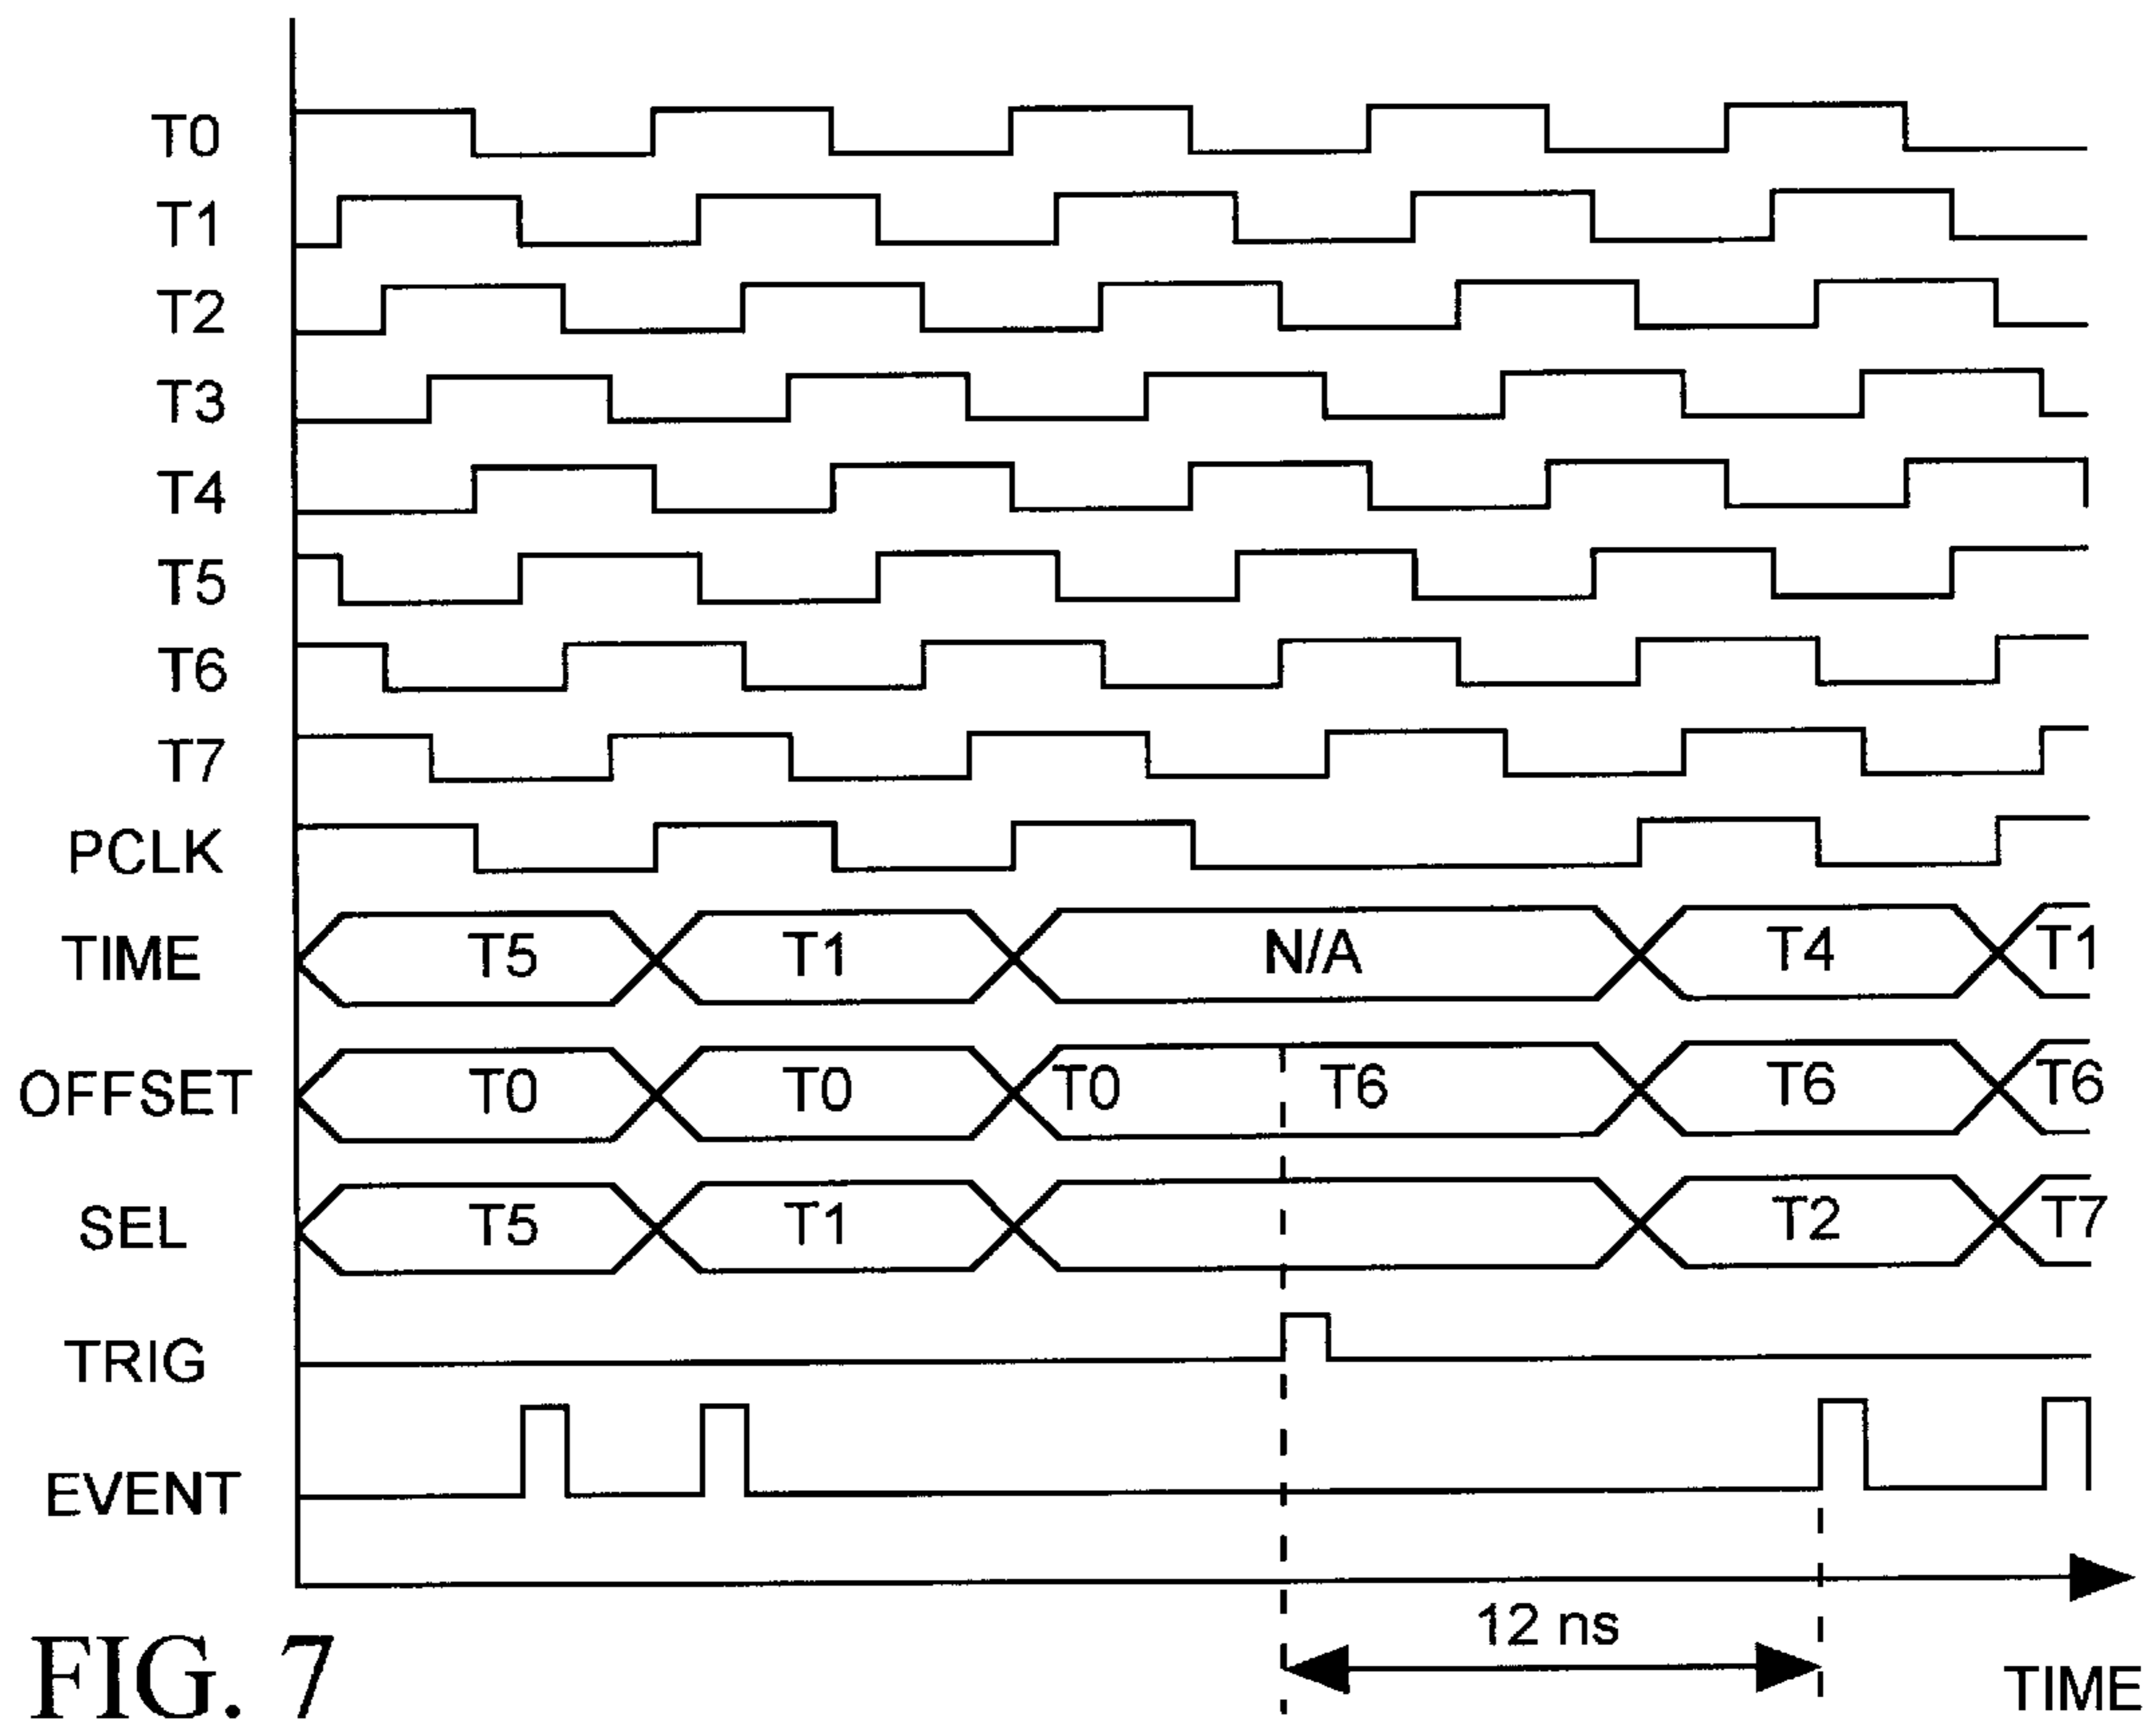 T0
T1
T2
T3
T4
T5
T6
T7
PCLK
TIME T5 T1 N/A T4 T1
OFFSET T0 T0 T0 T6 T6 T6
SEL T5 T1 T2 T7
TRIG
EVENT
12 ns
FIG. 7
TIME